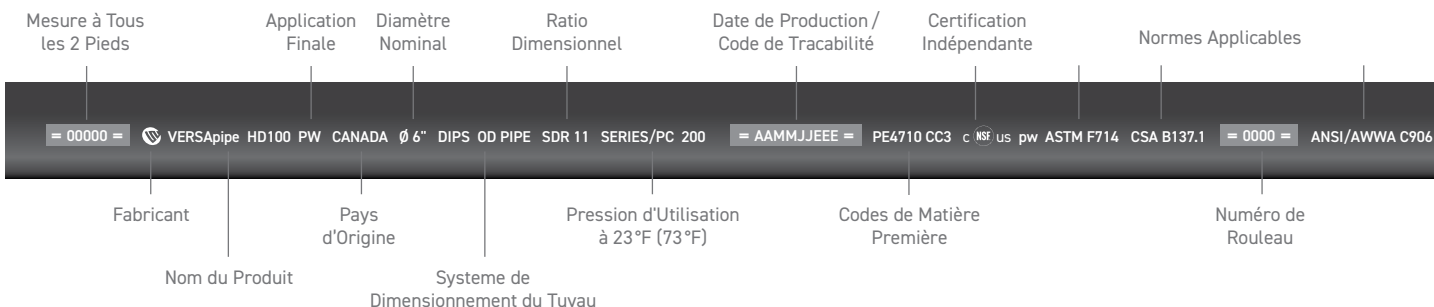 Mesure à Tous
les 2 Pieds
Application
Finale
Diamètre
Nominal
Ratio
Dimensionnel
Date de Production /
Code de Tracabilité
Certification
Indépendante
Normes Applicables
= 00000 = VERSApipe HD100 PW CANADA Ø 6" DIPS OD PIPE SDR 11 SERIES/PC 200 = AAMMJJEEE = PE4710 CC3 c NSF us pw ASTM F714 CSA B137.1 = 0000 = ANSI/AWWA C906
Fabricant
Pays
d'Origine
Pression d'Utilisation
à 23°F (73°F)
Codes de Matière
Première
Numéro de
Rouleau
Nom du Produit
Systeme de
Dimensionnement du Tuyau